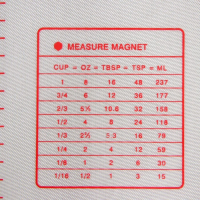 MEASURE MAGNET
CUP = OZ = TBSP = TSP = ML
1 8 16 48 237
3/4 6 12 36 177
2/3 5⅓ 10.6 32 158
1/2 4 8 24 118
1/3 2⅔ 5.3 16 79
1/4 2 4 12 59
1/8 1 2 6 30
1/16 1/2 1 3 15